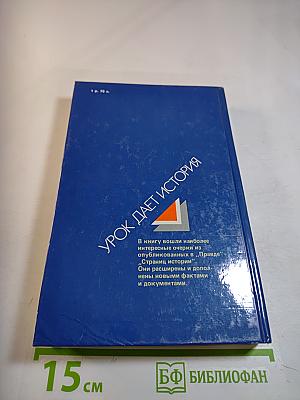 1 р. 90 к.
УРОК ДАЕТ ИСТОРИЯ
В книгу вошли наиболее
интересные очерки из
опубликованных в „Правде"
„Страниц истории".
Они расширены и допол-
нены новыми фактами
и документами.
15 см
БФ БИБЛИОФАН